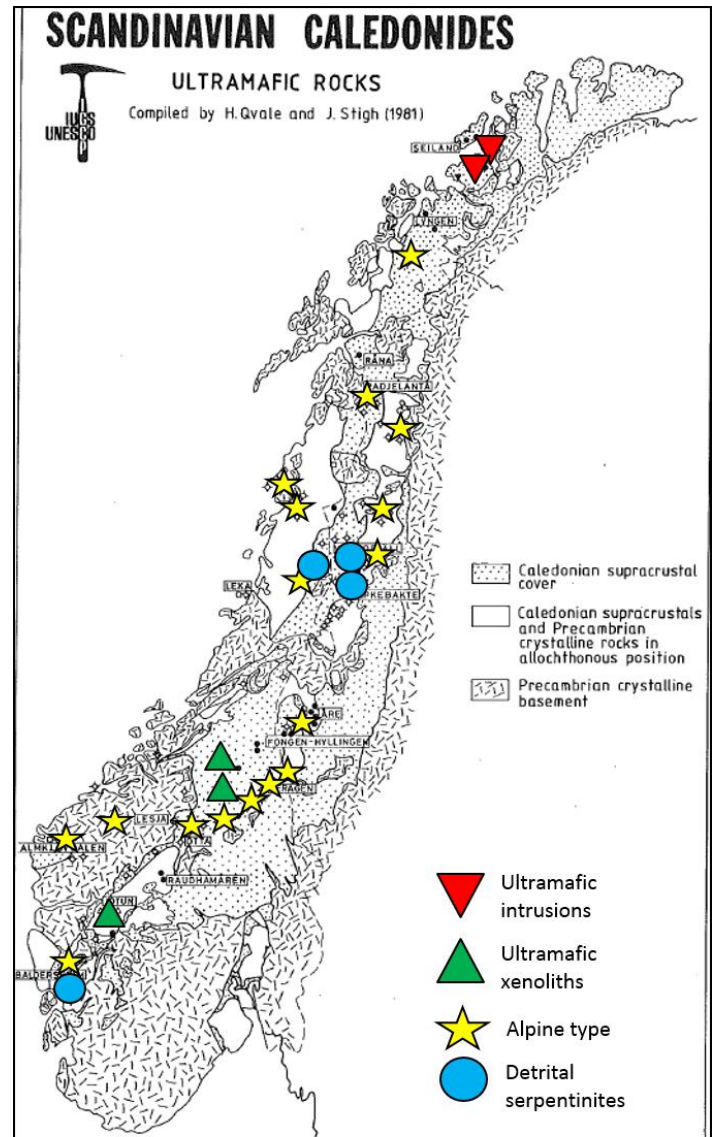 SCANDINAVIAN CALEDONIDES
ULTRAMAFIC ROCKS
Compiled by H. Qvale and J. Stigh (1981)
IUGS
UNESCO
SEILAND
LYNGEN
RÅNA
PADJELANTA
LEKA
ÅRE
FONGEN-HYLLINGEN
LESJA
OTTA
RAUDHAMAREN
Caledonian supracrustal
cover
Caledonian supracrustals
and Precambrian
crystalline rocks in
allochthonous position
Precambrian crystalline
basement
Ultramafic
intrusions
Ultramafic
xenoliths
Alpine type
Detrital
serpentinites